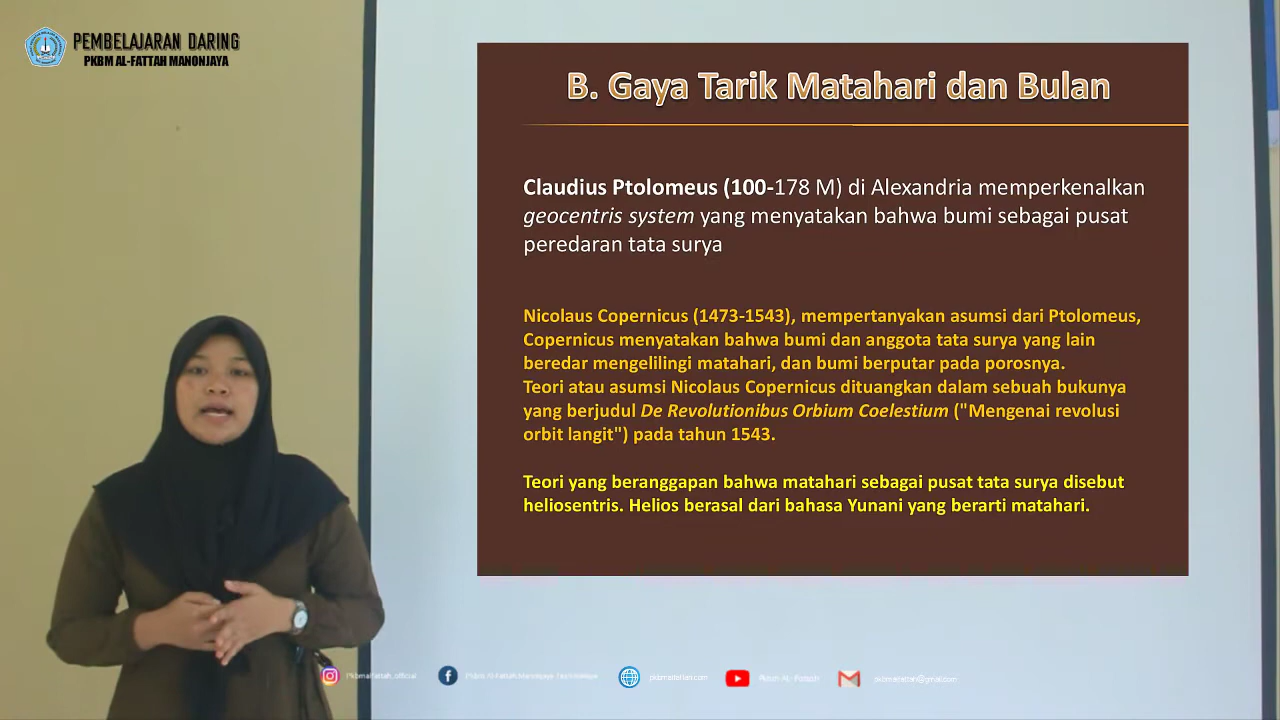 PEMBELAJARAN DARING
PKBM AL-FATTAH MANONJAYA
B. Gaya Tarik Matahari dan Bulan
Claudius Ptolomeus (100-178 M) di Alexandria memperkenalkan
geocentris system yang menyatakan bahwa bumi sebagai pusat
peredaran tata surya
Nicolaus Copernicus (1473-1543), mempertanyakan asumsi dari Ptolomeus,
Copernicus menyatakan bahwa bumi dan anggota tata surya yang lain
beredar mengelilingi matahari, dan bumi berputar pada porosnya.
Teori atau asumsi Nicolaus Copernicus dituangkan dalam sebuah bukunya
yang berjudul De Revolutionibus Orbium Coelestium ("Mengenai revolusi
orbit langit") pada tahun 1543.
Teori yang beranggapan bahwa matahari sebagai pusat tata surya disebut
heliosentris. Helios berasal dari bahasa Yunani yang berarti matahari.
Pkbm Al- Fattah